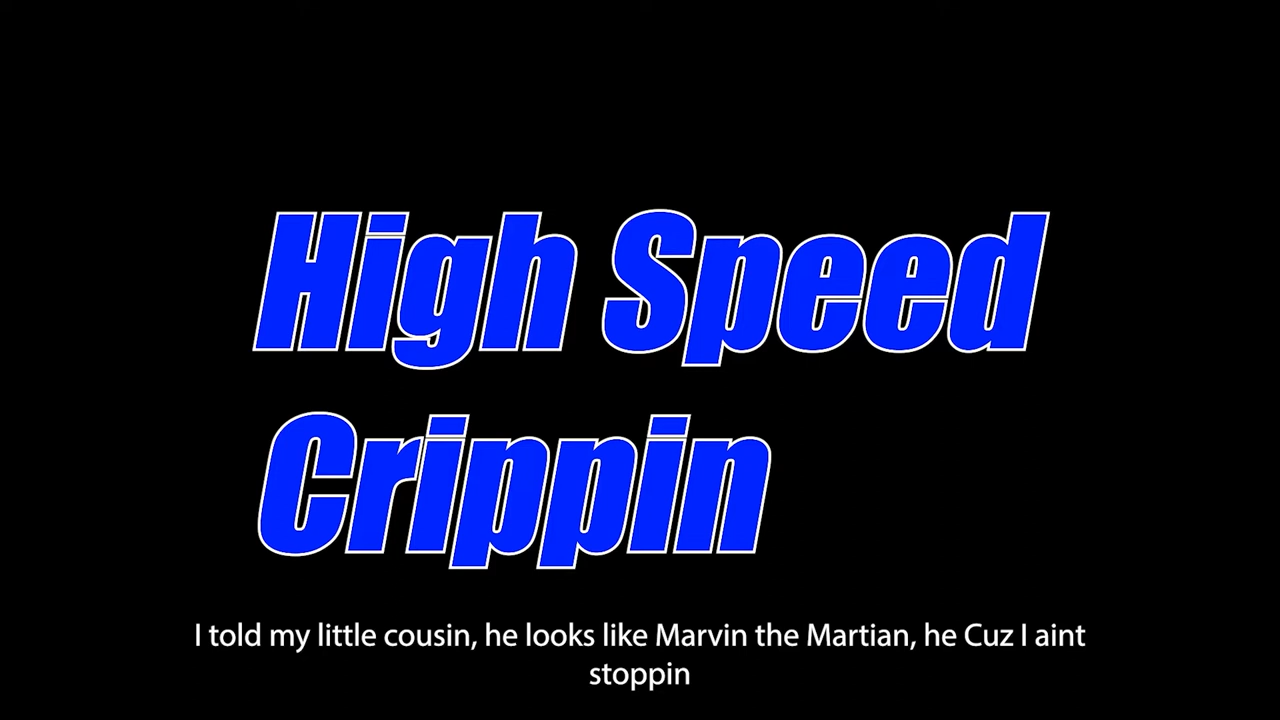 High Speed
Crippin
I told my little cousin, he looks like Marvin the Martian, he Cuz I aint
stoppin